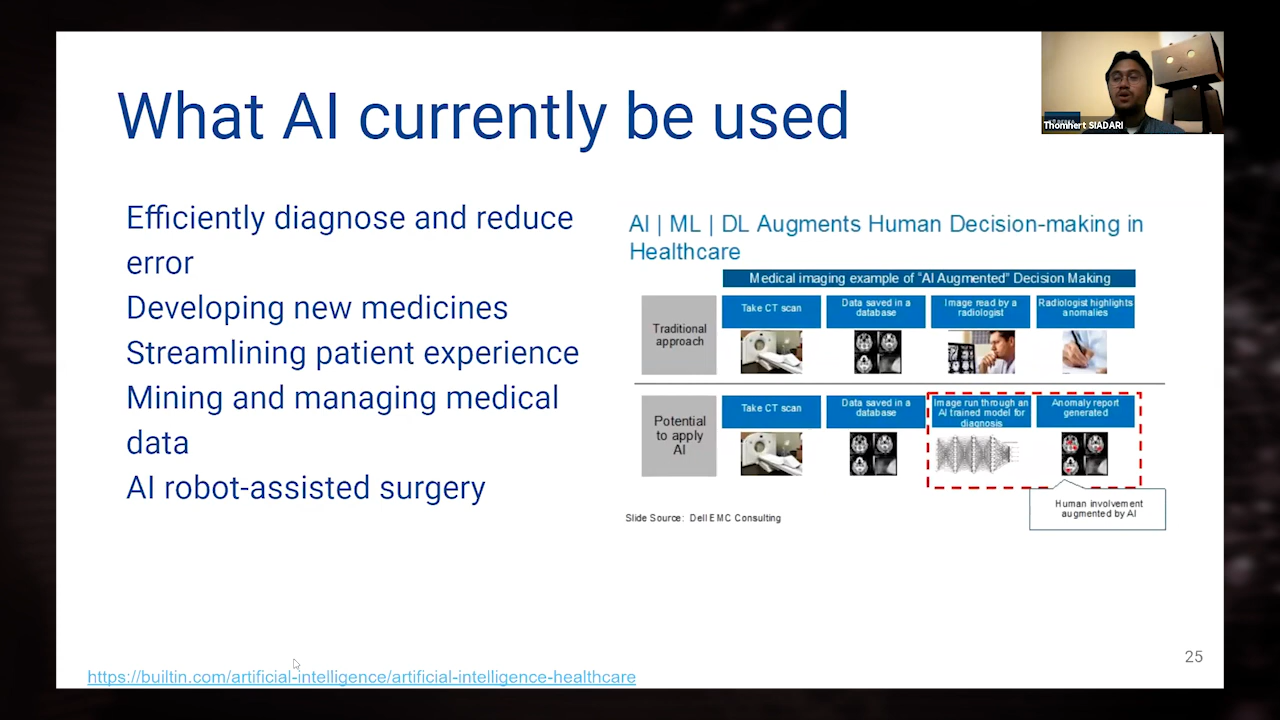 What AI currently be used
Thomhert SIADARI
Efficiently diagnose and reduce
error
Developing new medicines
Streamlining patient experience
Mining and managing medical
data
AI robot-assisted surgery
AI | ML | DL Augments Human Decision-making in
Healthcare
Medical imaging example of "AI Augmented" Decision Making
Traditional
approach
Take CT scan
Data saved in a
database
Image read by a
radiologist
Radiologist highlights
anomalies
Potential
to apply
AI
Take CT scan
Data saved in a
database
Image run through an
AI trained model for
diagnosis
Anomaly report
generated
Human involvement
augmented by AI
Slide Source: Dell EMC Consulting
25
https://builtin.com/artificial-intelligence/artificial-intelligence-healthcare